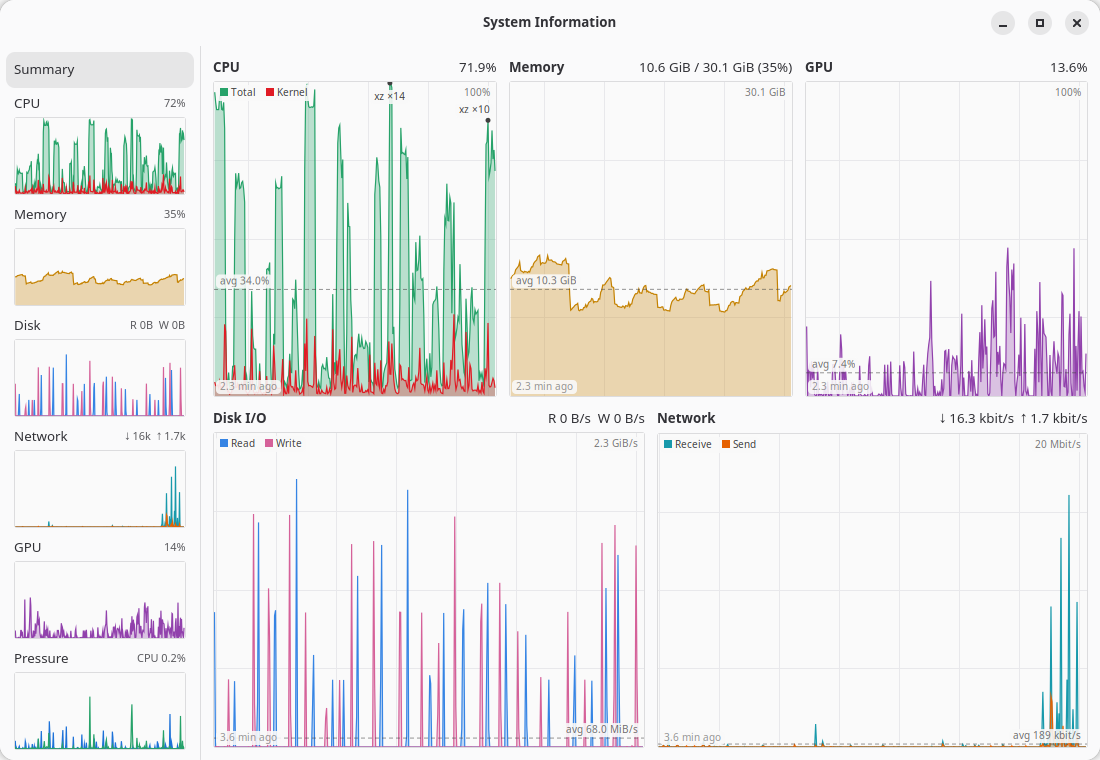 System Information
Summary
CPU 72%
Memory 35%
Disk R 0B W 0B
Network ↓16k ↑1.7k
GPU 14%
Pressure CPU 0.2%
CPU 71.9%
Total Kernel 100%
xz ×14
xz ×10
avg 34.0%
2.3 min ago
Memory 10.6 GiB / 30.1 GiB (35%)
30.1 GiB
avg 10.3 GiB
2.3 min ago
GPU 13.6%
100%
avg 7.4%
2.3 min ago
Disk I/O R 0 B/s W 0 B/s
Read Write 2.3 GiB/s
avg 68.0 MiB/s
3.6 min ago
Network ↓ 16.3 kbit/s ↑ 1.7 kbit/s
Receive Send 20 Mbit/s
avg 189 kbit/s
3.6 min ago